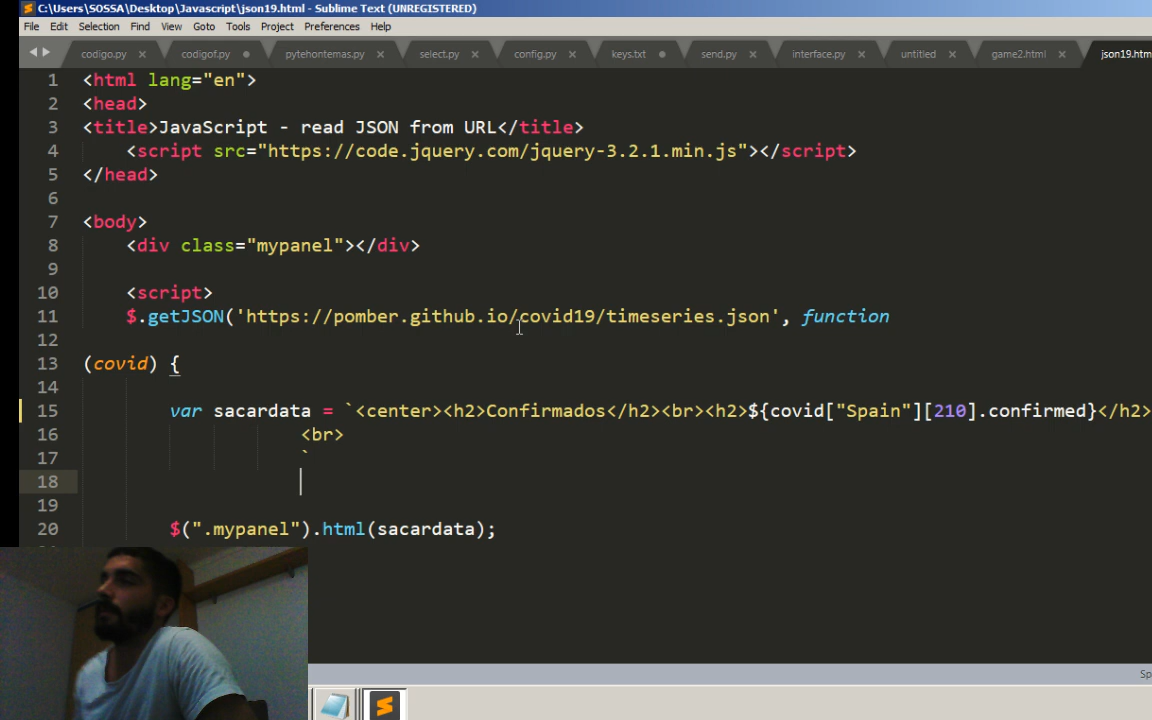 C:\Users\SOSSA\Desktop\Javascript\json19.html - Sublime Text (UNREGISTERED)
File Edit Selection Find View Goto Tools Project Preferences Help
codigo.py codigof.py pytehontemas.py select.py config.py keys.txt send.py interface.py untitled game2.html json19.htm
1 <html lang="en">
2 <head>
3 <title>JavaScript - read JSON from URL</title>
4 <script src="https://code.jquery.com/jquery-3.2.1.min.js"></script>
5 </head>
6
7 <body>
8 <div class="mypanel"></div>
9
10 <script>
11 $.getJSON('https://pomber.github.io/covid19/timeseries.json', function
12
13 (covid) {
14
15 var sacardata = `<center><h2>Confirmados</h2><br><h2>${covid["Spain"][210].confirmed}</h2>
16 <br>
17 `
18
19
20 $(".mypanel").html(sacardata);
Sp